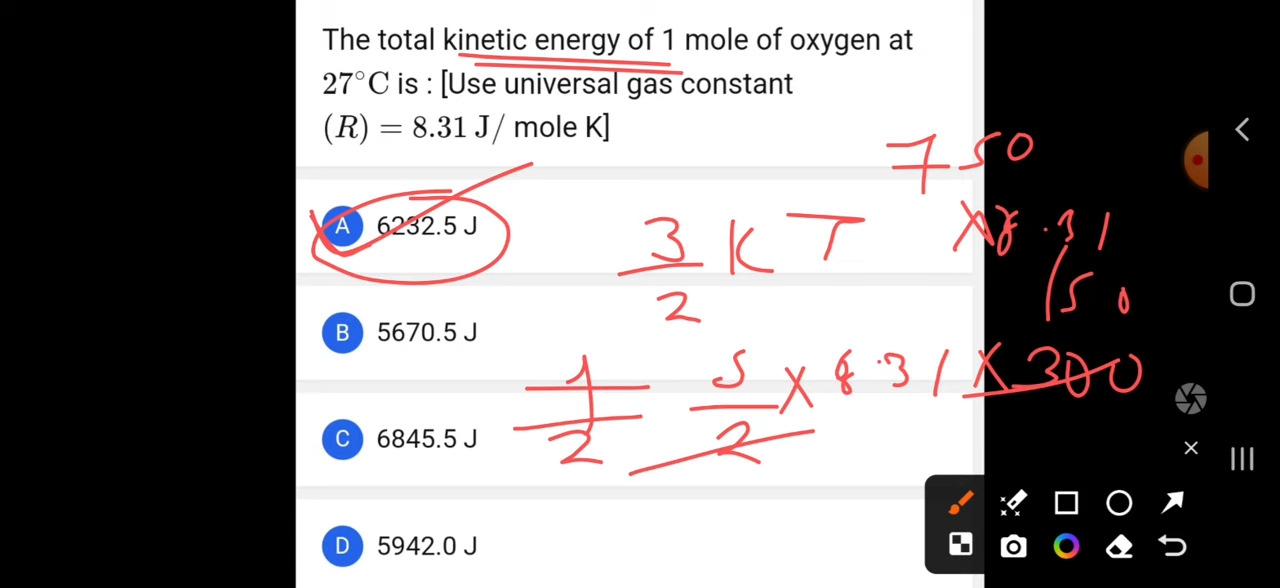 The total kinetic energy of 1 mole of oxygen at
27°C is : [Use universal gas constant
(R) = 8.31 J/ mole K]
750
×8.31
A 6232.5 J
3/2 K T
150
B 5670.5 J
1/2 5/2 × 8.31 × 300
C 6845.5 J
D 5942.0 J